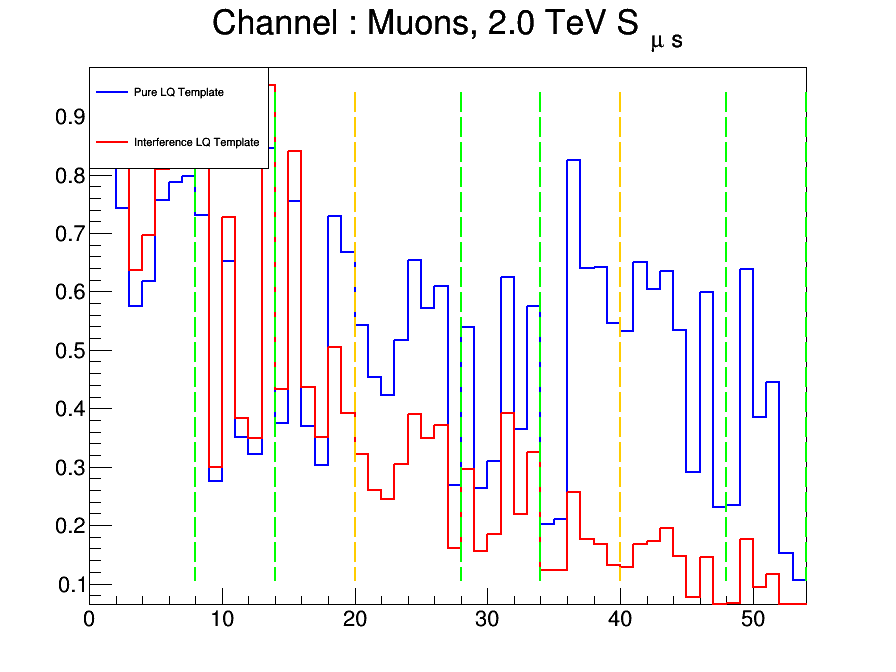 Channel : Muons, 2.0 TeV S μ s
Pure LQ Template
Interference LQ Template
0.9
0.8
0.7
0.6
0.5
0.4
0.3
0.2
0.1
0 10 20 30 40 50